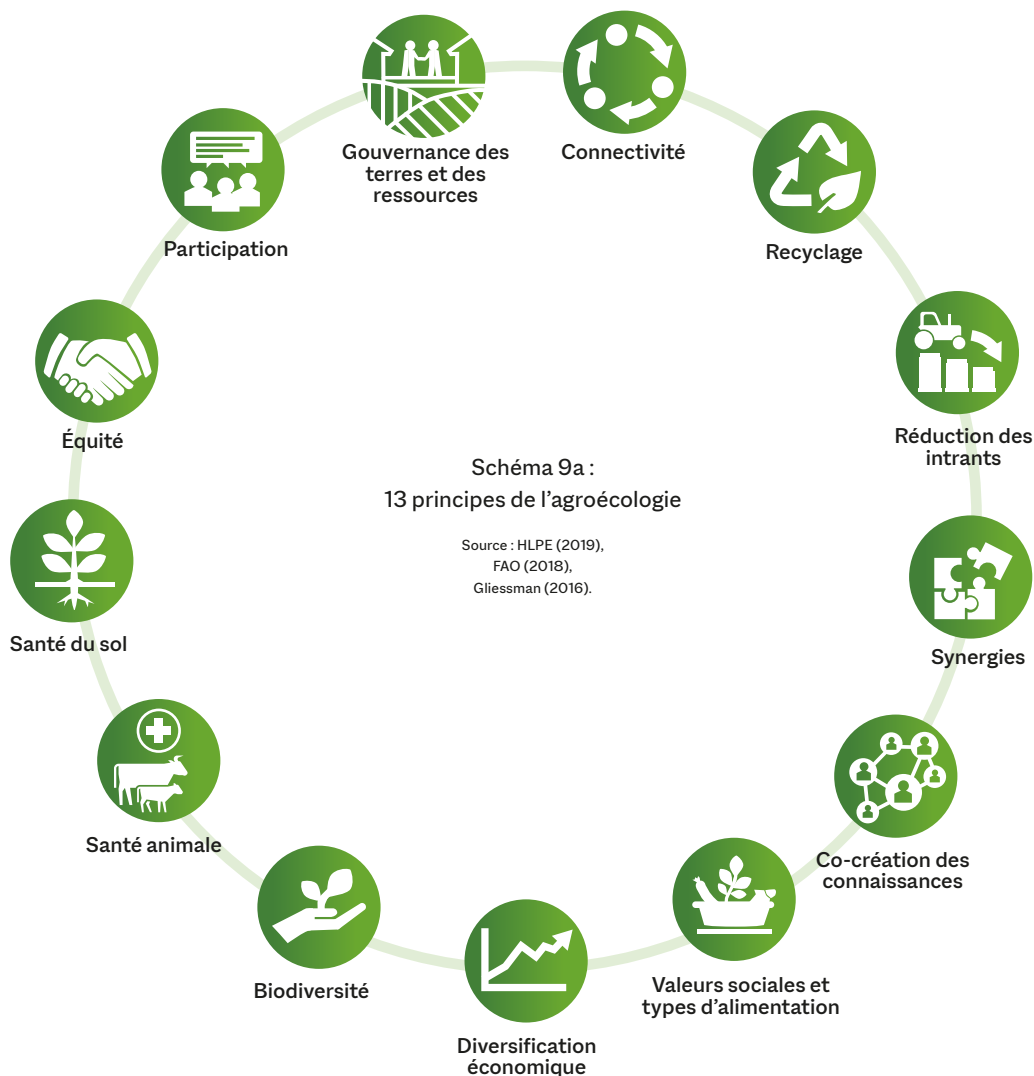 Gouvernance des
terres et des
ressources
Connectivité
Participation
Recyclage
Équité
Réduction des
intrants
Schéma 9a :
13 principes de l'agroécologie
Source : HLPE (2019),
FAO (2018),
Gliessman (2016).
Santé du sol
Synergies
Santé animale
Co-création des
connaissances
Biodiversité
Valeurs sociales et
types d'alimentation
Diversification
économique